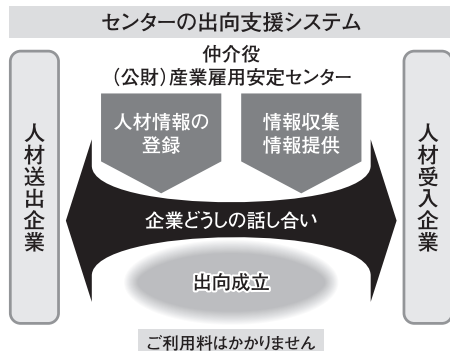 センターの出向支援システム
仲介役
（公財）産業雇用安定センター
人材送出企業
人材情報の
登録
情報収集
情報提供
人材受入企業
企業どうしの話し合い
出向成立
ご利用料はかかりません